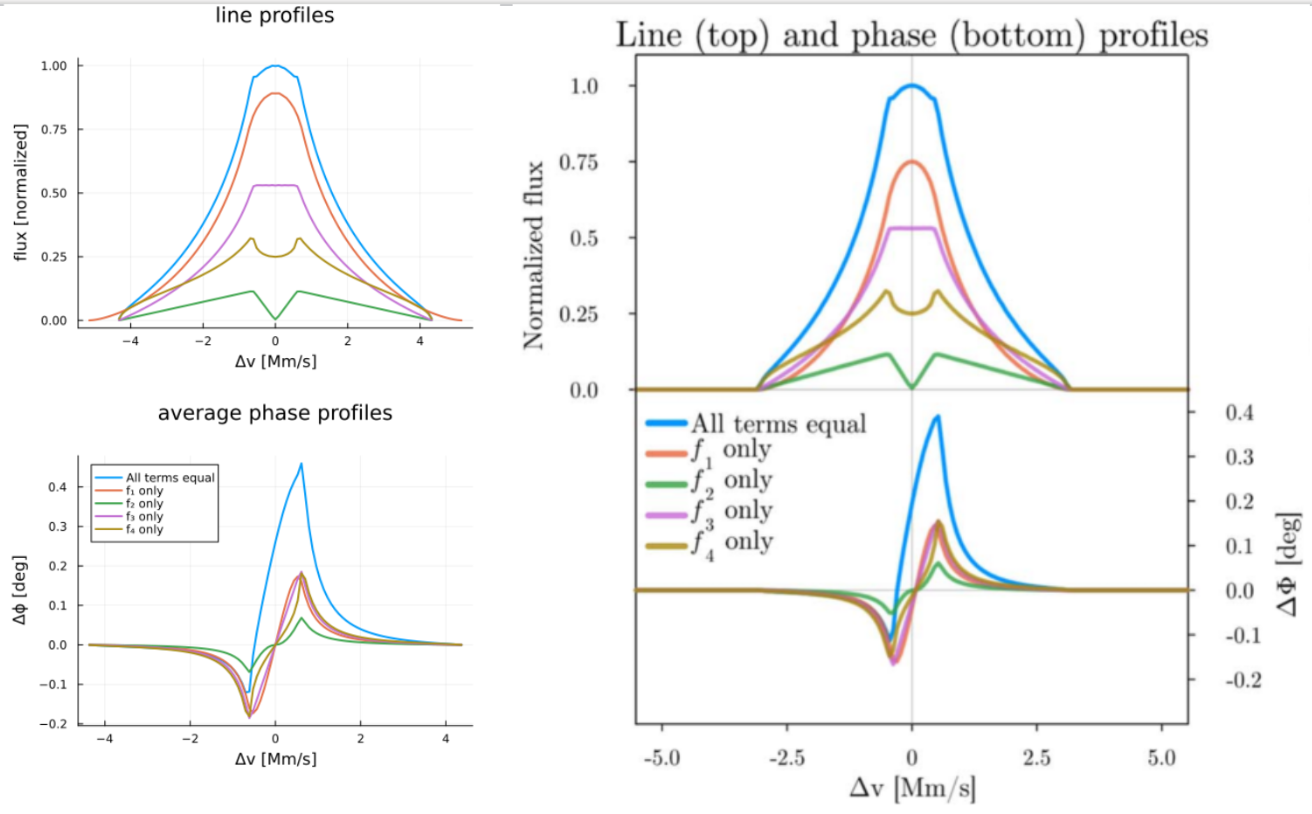 line profiles
1.00
0.75
0.50
0.25
0.00
flux [normalized]
−4 −2 0 2 4
Δv [Mm/s]
average phase profiles
All terms equal
f₁ only
f₂ only
f₃ only
f₄ only
0.4
0.3
0.2
0.1
0.0
−0.1
−0.2
Δϕ [deg]
−4 −2 0 2 4
Δv [Mm/s]
Line (top) and phase (bottom) profiles
1.0
0.75
0.5
0.25
0.0
Normalized flux
All terms equal
f₁ only
f₂ only
f₃ only
f₄ only
0.4
0.3
0.2
0.1
0.0
-0.1
-0.2
ΔΦ [deg]
-5.0 -2.5 0 2.5 5.0
Δv [Mm/s]